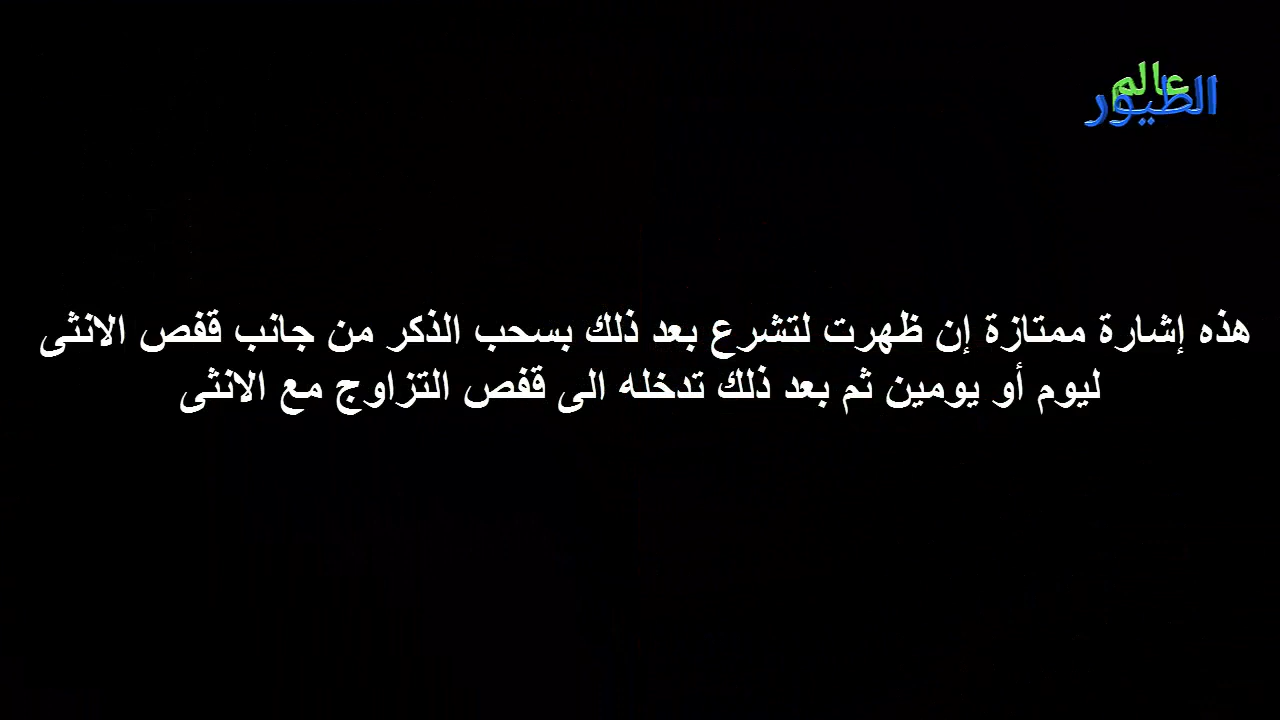 عالم
الطيور
هذه إشارة ممتازة إن ظهرت لتشرع بعد ذلك بسحب الذكر من جانب قفص الانثى
ليوم أو يومين ثم بعد ذلك تدخله الى قفص التزاوج مع الانثى